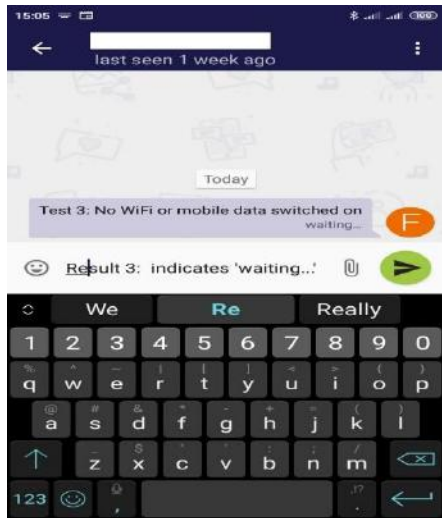 15:05
100
last seen 1 week ago
Today
Test 3: No WiFi or mobile data switched on
waiting...
F
Result 3: indicates 'waiting...'
We Re Really
1 2 3 4 5 6 7 8 9 0
q w e r t y u i o p
a s d f g h j k l
z x c v b n m
123 , .